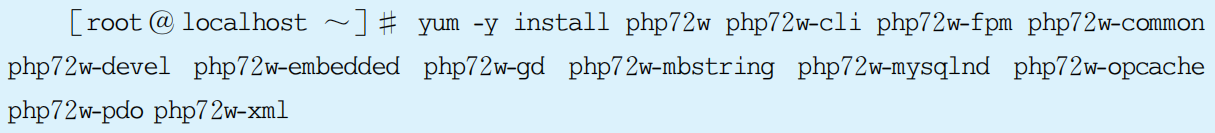 [root@localhost ~]# yum -y install php72w php72w-cli php72w-fpm php72w-common
php72w-devel php72w-embedded php72w-gd php72w-mbstring php72w-mysqlnd php72w-opcache
php72w-pdo php72w-xml